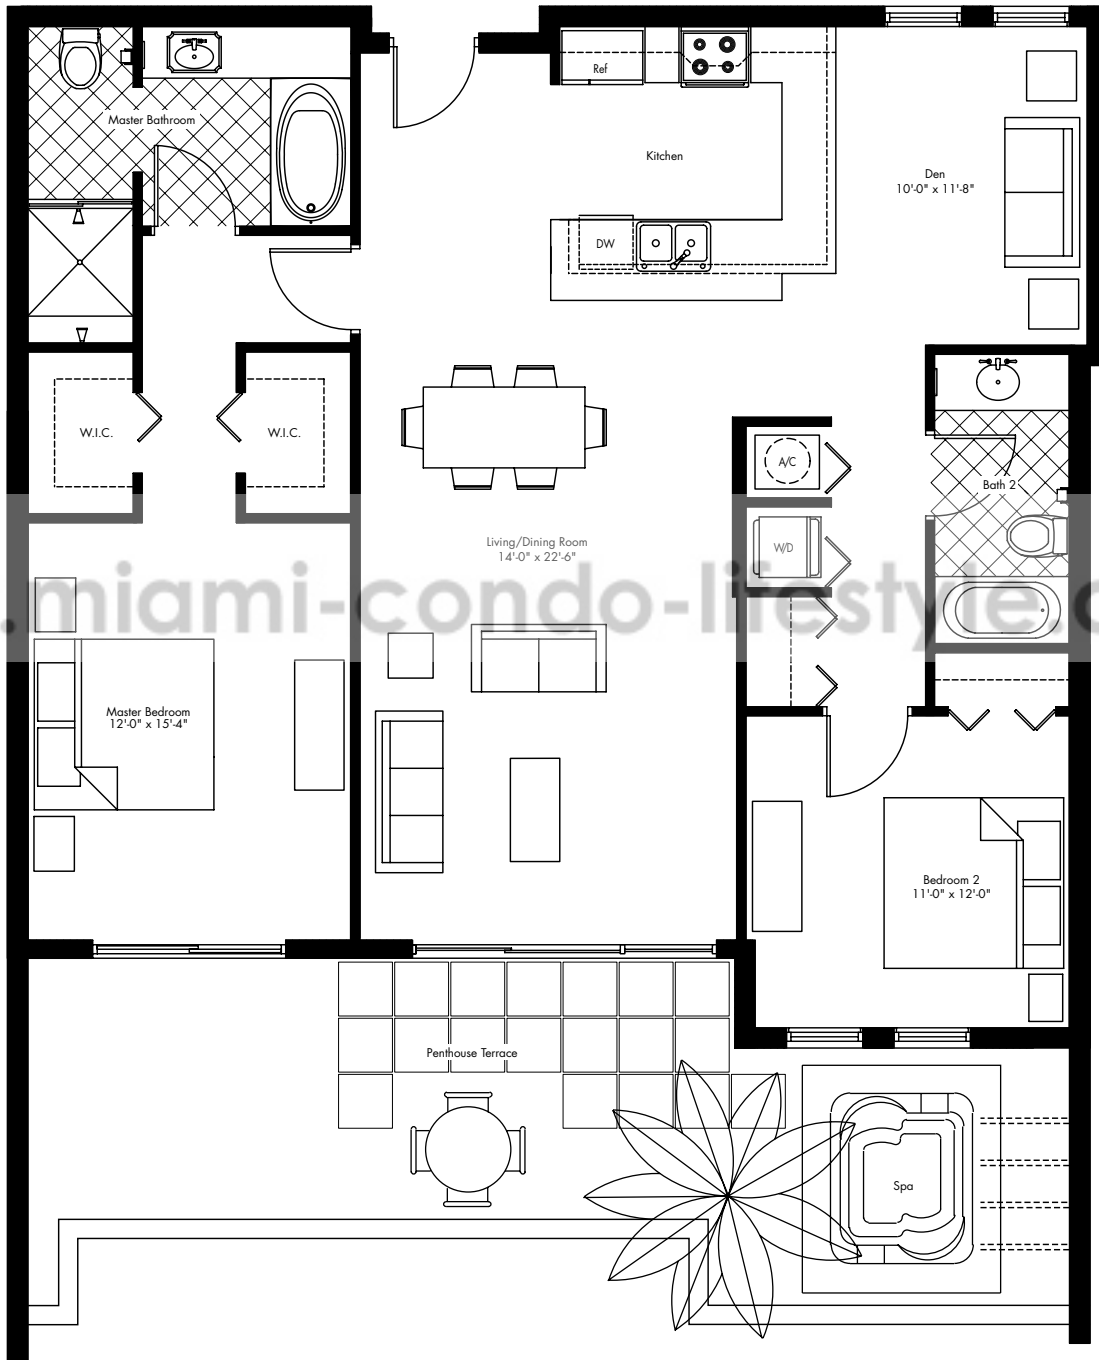 Ref
Master Bathroom
Kitchen
Den
10'-0" x 11'-8"
DW
W.I.C.
W.I.C.
A/C
Bath 2
Living/Dining Room
14'-0" x 22'-6"
W/D
.miami-condo-lifestyle.c
Master Bedroom
12'-0" x 15'-4"
Bedroom 2
11'-0" x 12'-0"
Penthouse Terrace
Spa